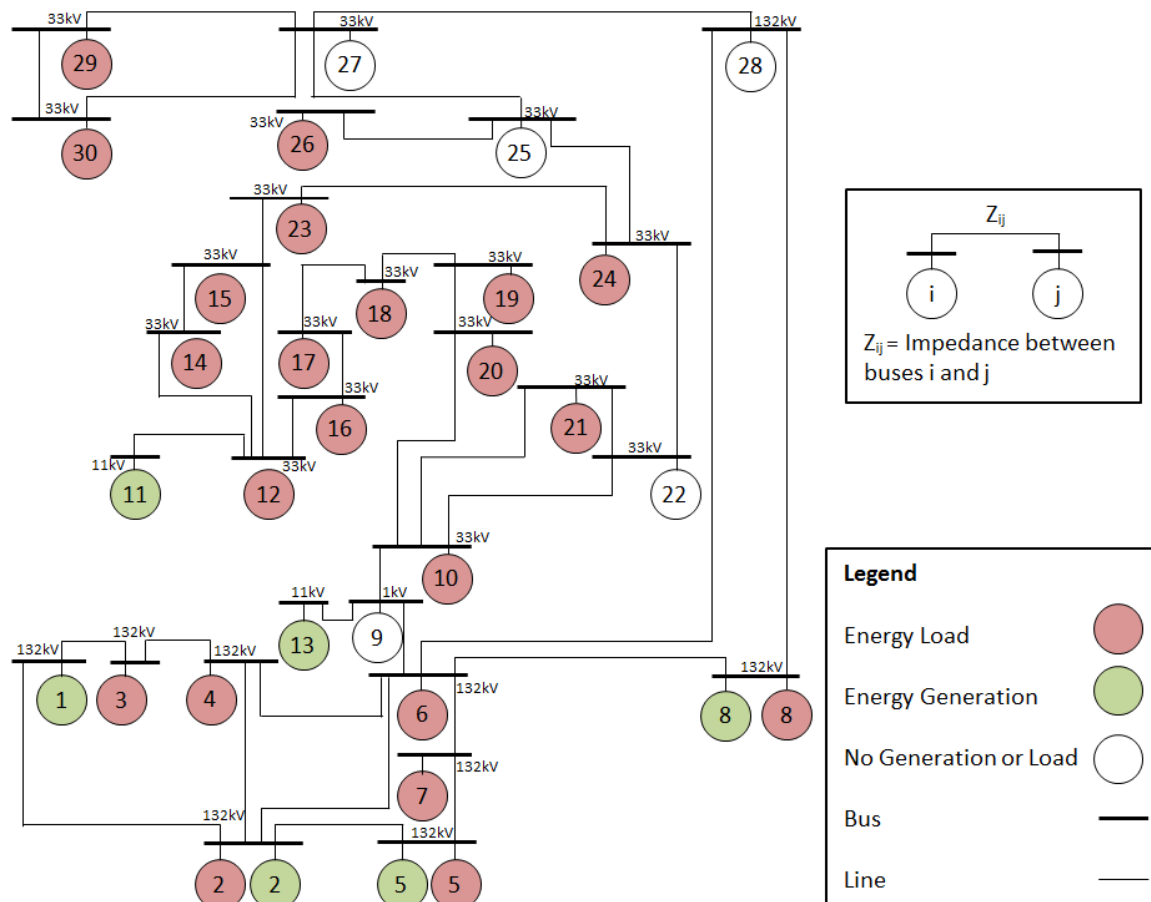 33kV
33kV
132kV
29
27
28
33kV
33kV
33kV
30
26
25
33kV
23
33kV
33kV
33kV
24
15
33kV
18
19
33kV
33kV
33kV
14
17
20
33kV
33kV
16
21
33kV
11kV
33kV
11
12
22
33kV
10
11kV
1kV
13
9
132kV
132kV
132kV
132kV
132kV
1
3
4
6
8
8
132kV
7
132kV
132kV
2
2
5
5
Zij
i
j
Zij = Impedance between
buses i and j
Legend
Energy Load
Energy Generation
No Generation or Load
Bus
Line